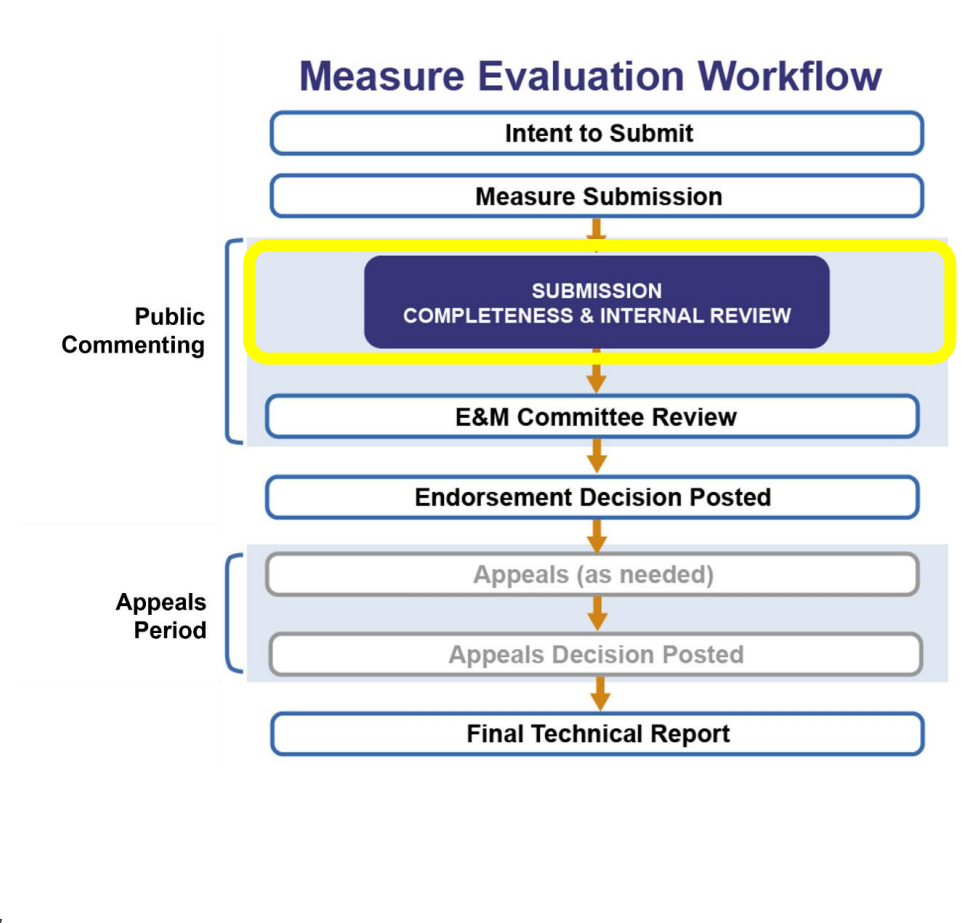 Measure Evaluation Workflow
Intent to Submit
Measure Submission
SUBMISSION
COMPLETENESS & INTERNAL REVIEW
Public
Commenting
E&M Committee Review
Endorsement Decision Posted
Appeals (as needed)
Appeals
Period
Appeals Decision Posted
Final Technical Report